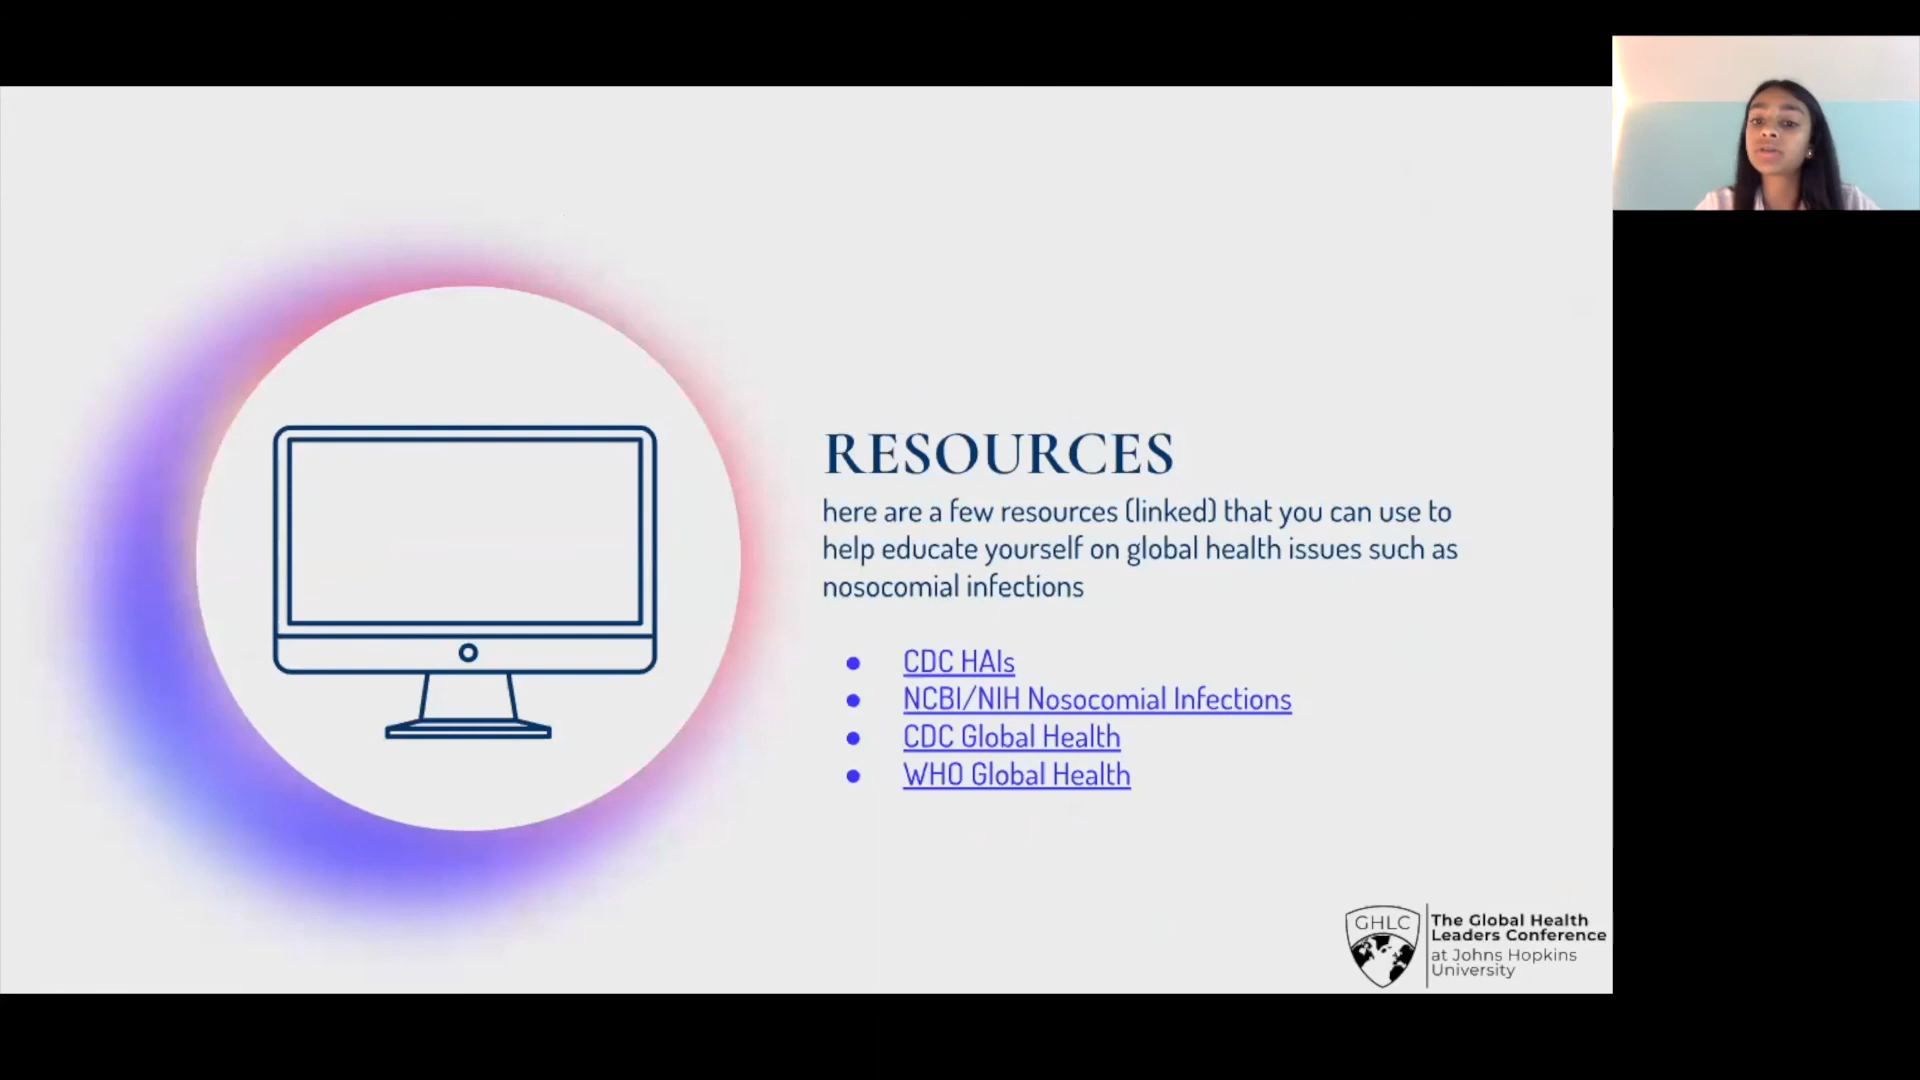 RESOURCES
here are a few resources (linked) that you can use to
help educate yourself on global health issues such as
nosocomial infections
● CDC HAIs
● NCBI/NIH Nosocomial Infections
● CDC Global Health
● WHO Global Health
GHLC
The Global Health
Leaders Conference
at Johns Hopkins
University